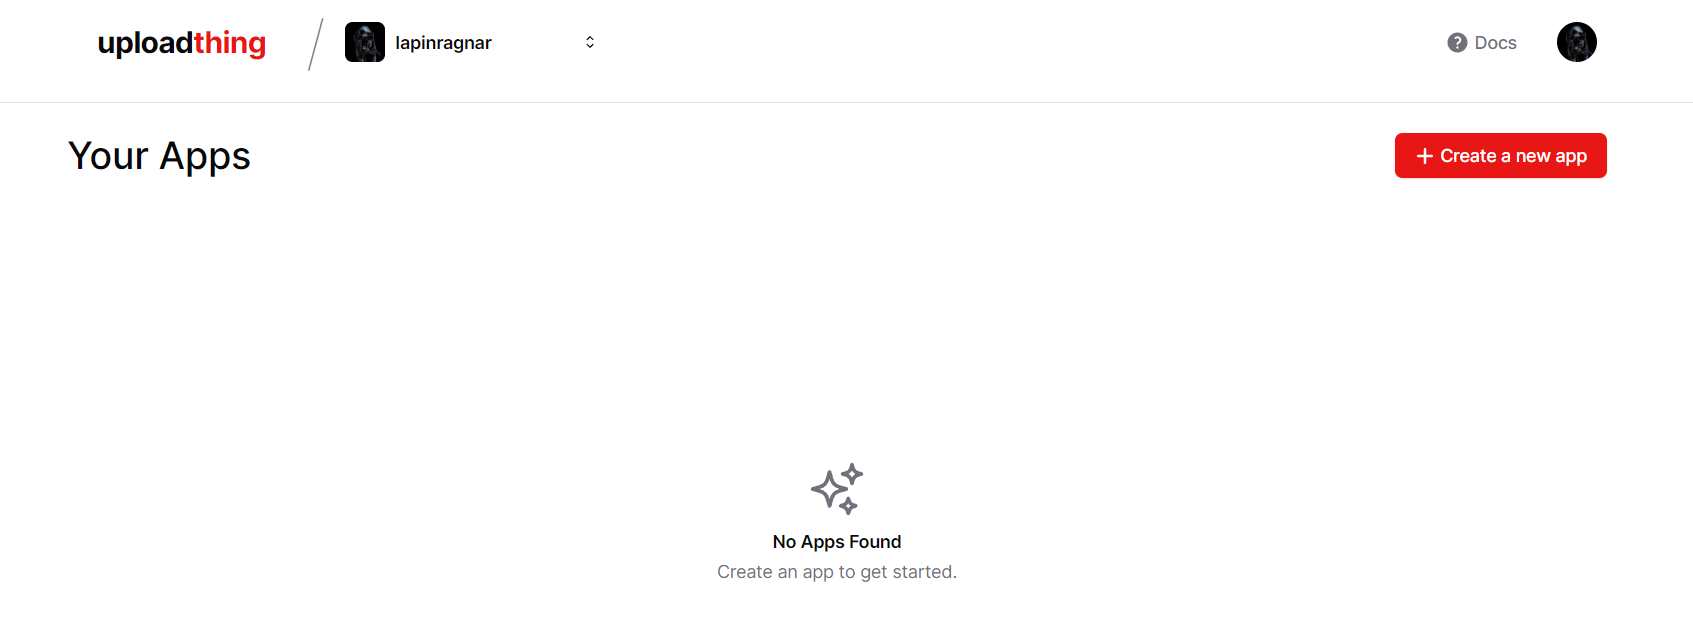 uploadthing
lapinragnar
Docs
Your Apps
Create a new app
No Apps Found
Create an app to get started.